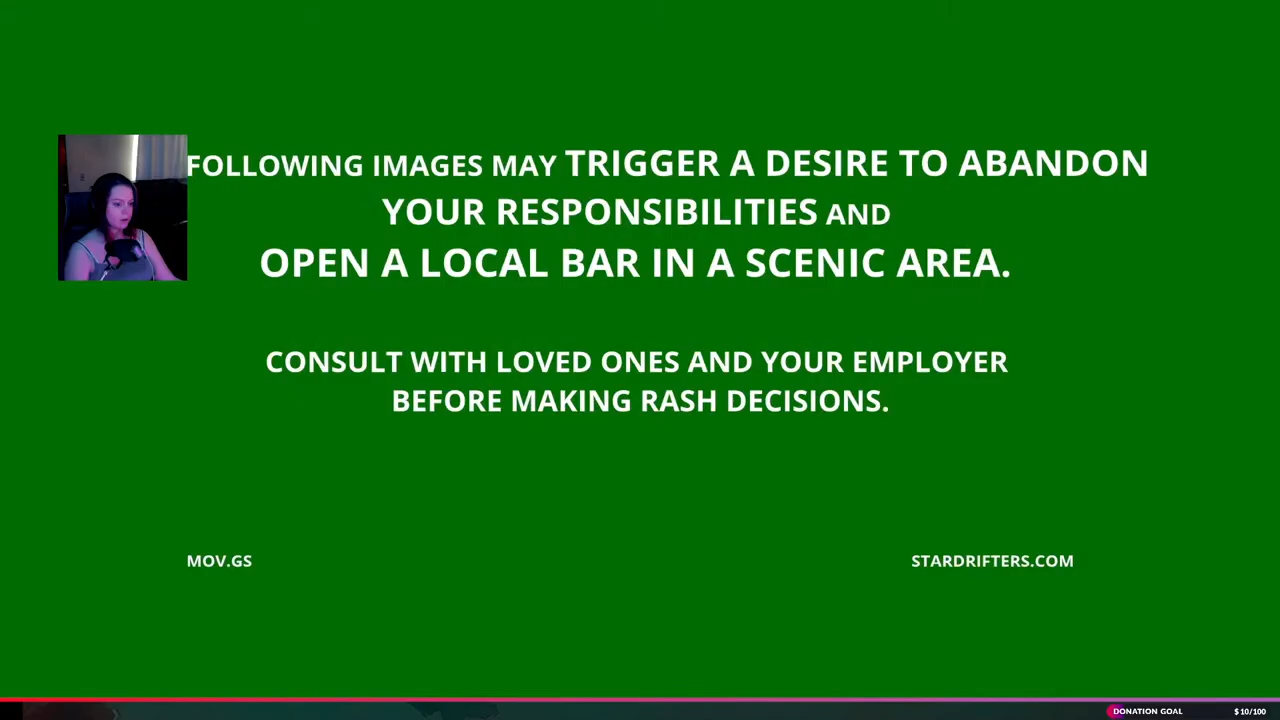 FOLLOWING IMAGES MAY TRIGGER A DESIRE TO ABANDON
YOUR RESPONSIBILITIES AND
OPEN A LOCAL BAR IN A SCENIC AREA.
CONSULT WITH LOVED ONES AND YOUR EMPLOYER
BEFORE MAKING RASH DECISIONS.
MOV.GS
STARDRIFTERS.COM
DONATION GOAL
$10/100